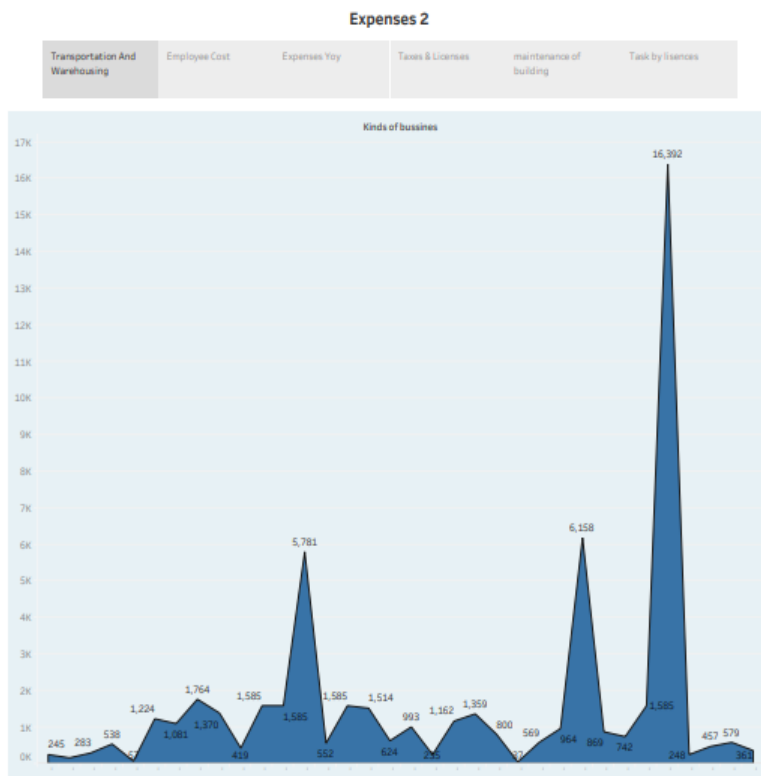 Expenses 2
Transportation And
Warehousing
Employee Cost
Expenses Yoy
Taxes & Licenses
maintenance of
building
Task by lisences
Kinds of bussines
17K
16K
15K
14K
13K
12K
11K
10K
9K
8K
7K
6K
5K
4K
3K
2K
1K
0K
245
283
538
1,224
1,081
1,764
1,370
419
1,585
1,585
5,781
552
1,585
1,514
624
993
235
1,162
1,359
800
569
964
6,158
869
742
1,585
16,392
248
457
579
361